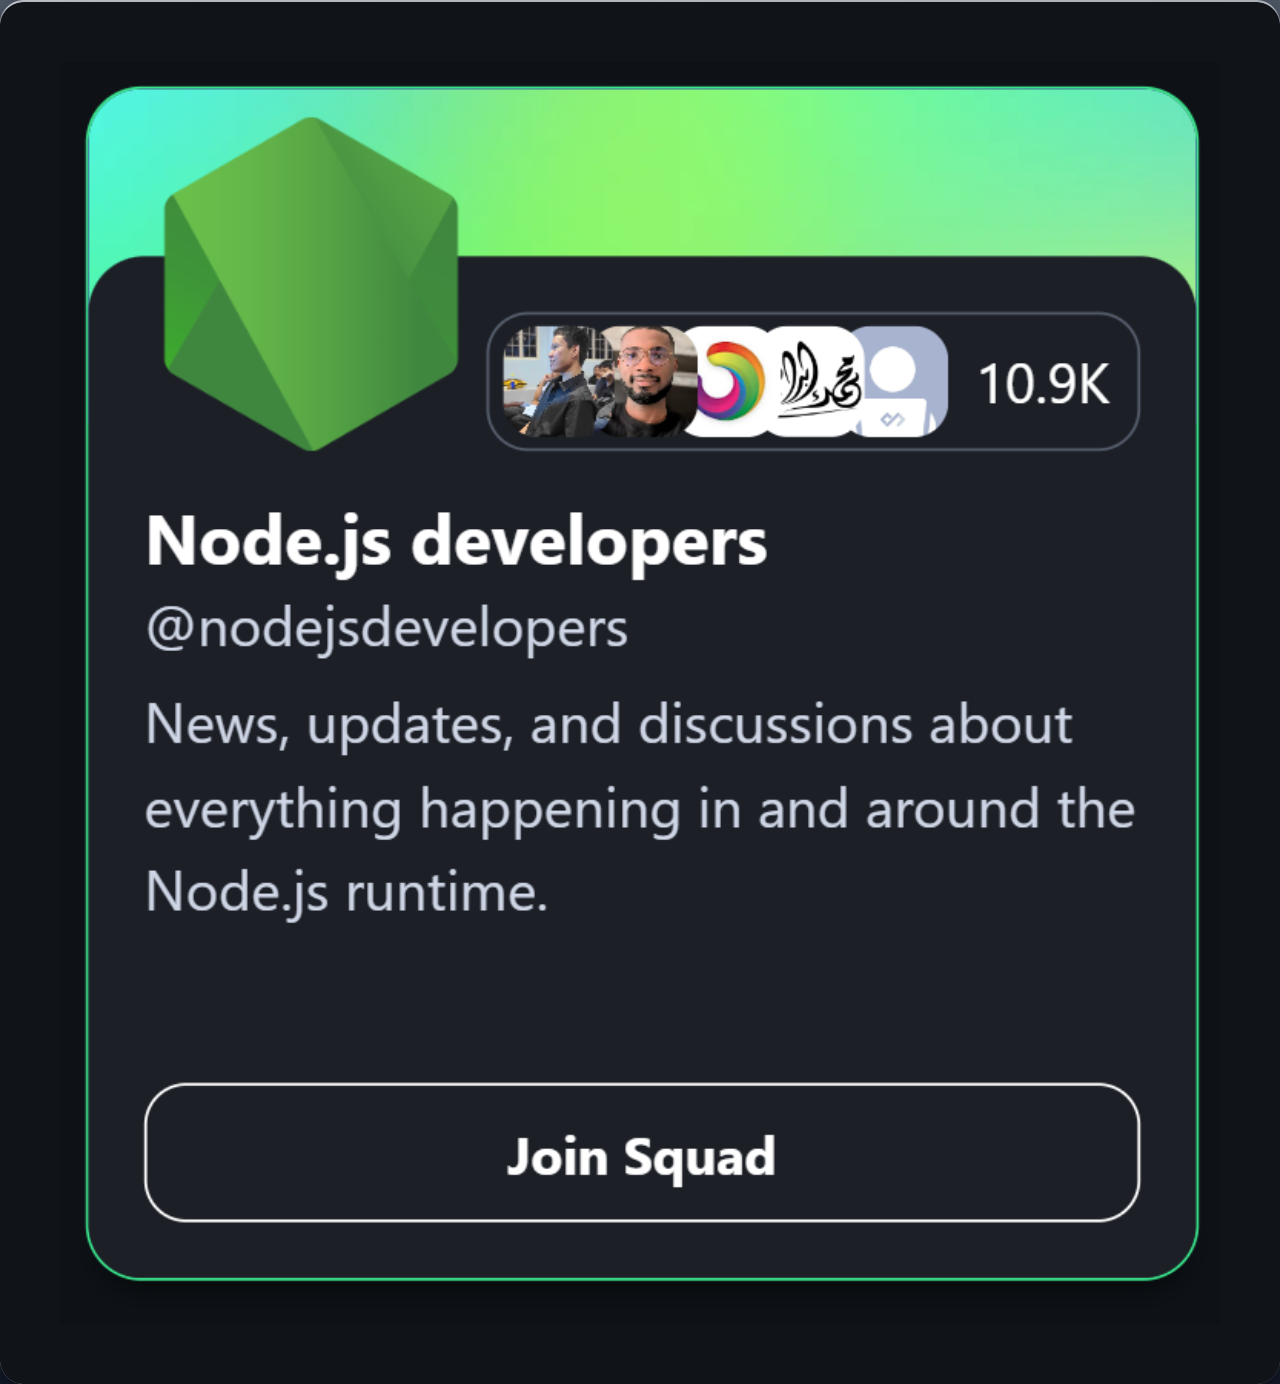 10.9K
Node.js developers
@nodejsdevelopers
News, updates, and discussions about
everything happening in and around the
Node.js runtime.
Join Squad